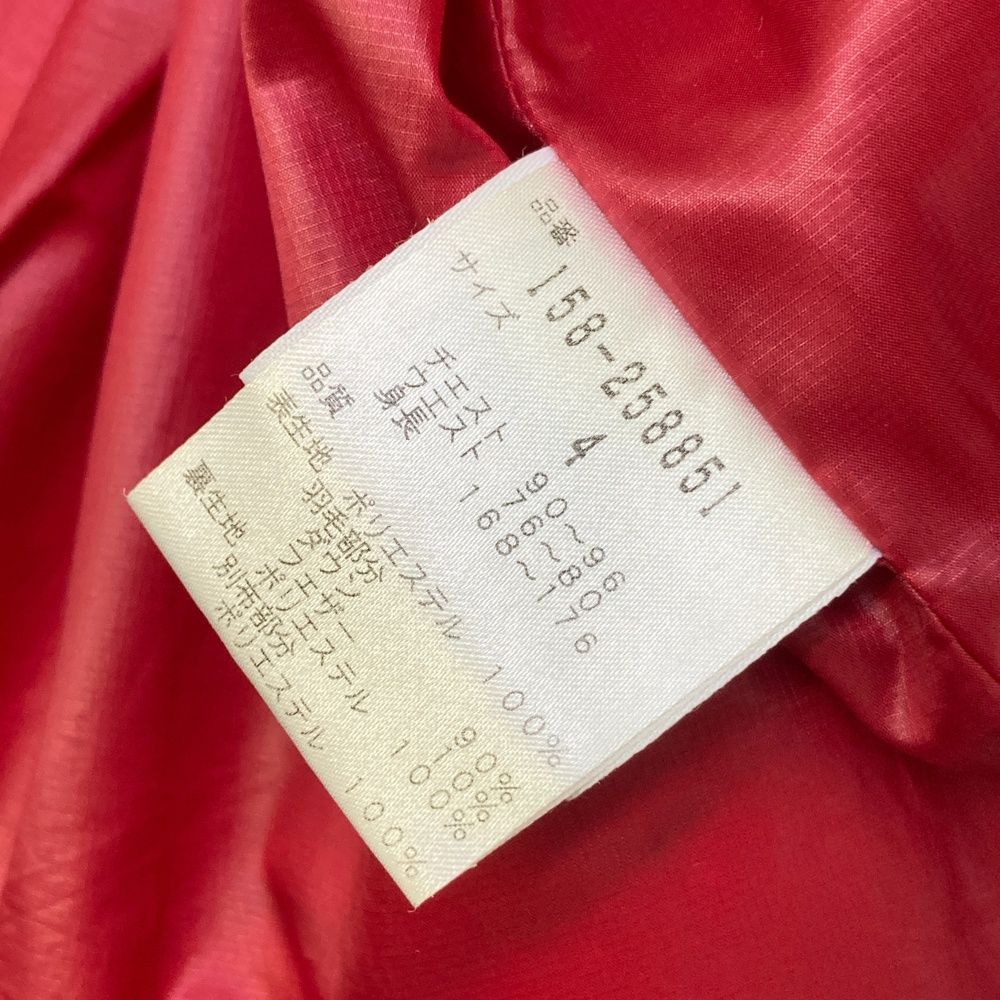 品番 158-258851
サイズ 4
チェスト 90～96
ウエスト 76～80
身長 168～176
品質
表生地 ポリエステル 100%
羽毛部分
ダウン 90%
フェザー 10%
裏生地 ポリエステル 100%
別布部分
ポリエステル 100%